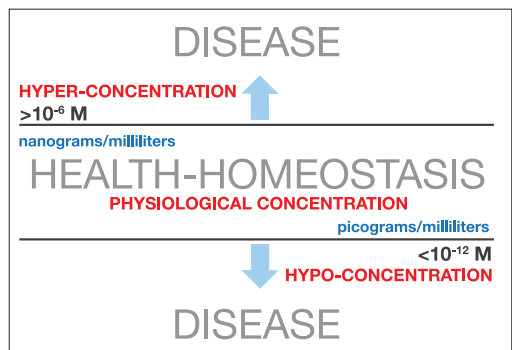 DISEASE
HYPER-CONCENTRATION
>10⁻⁶ M
nanograms/milliliters
HEALTH-HOMEOSTASIS
PHYSIOLOGICAL CONCENTRATION
picograms/milliliters
<10⁻¹² M
HYPO-CONCENTRATION
DISEASE